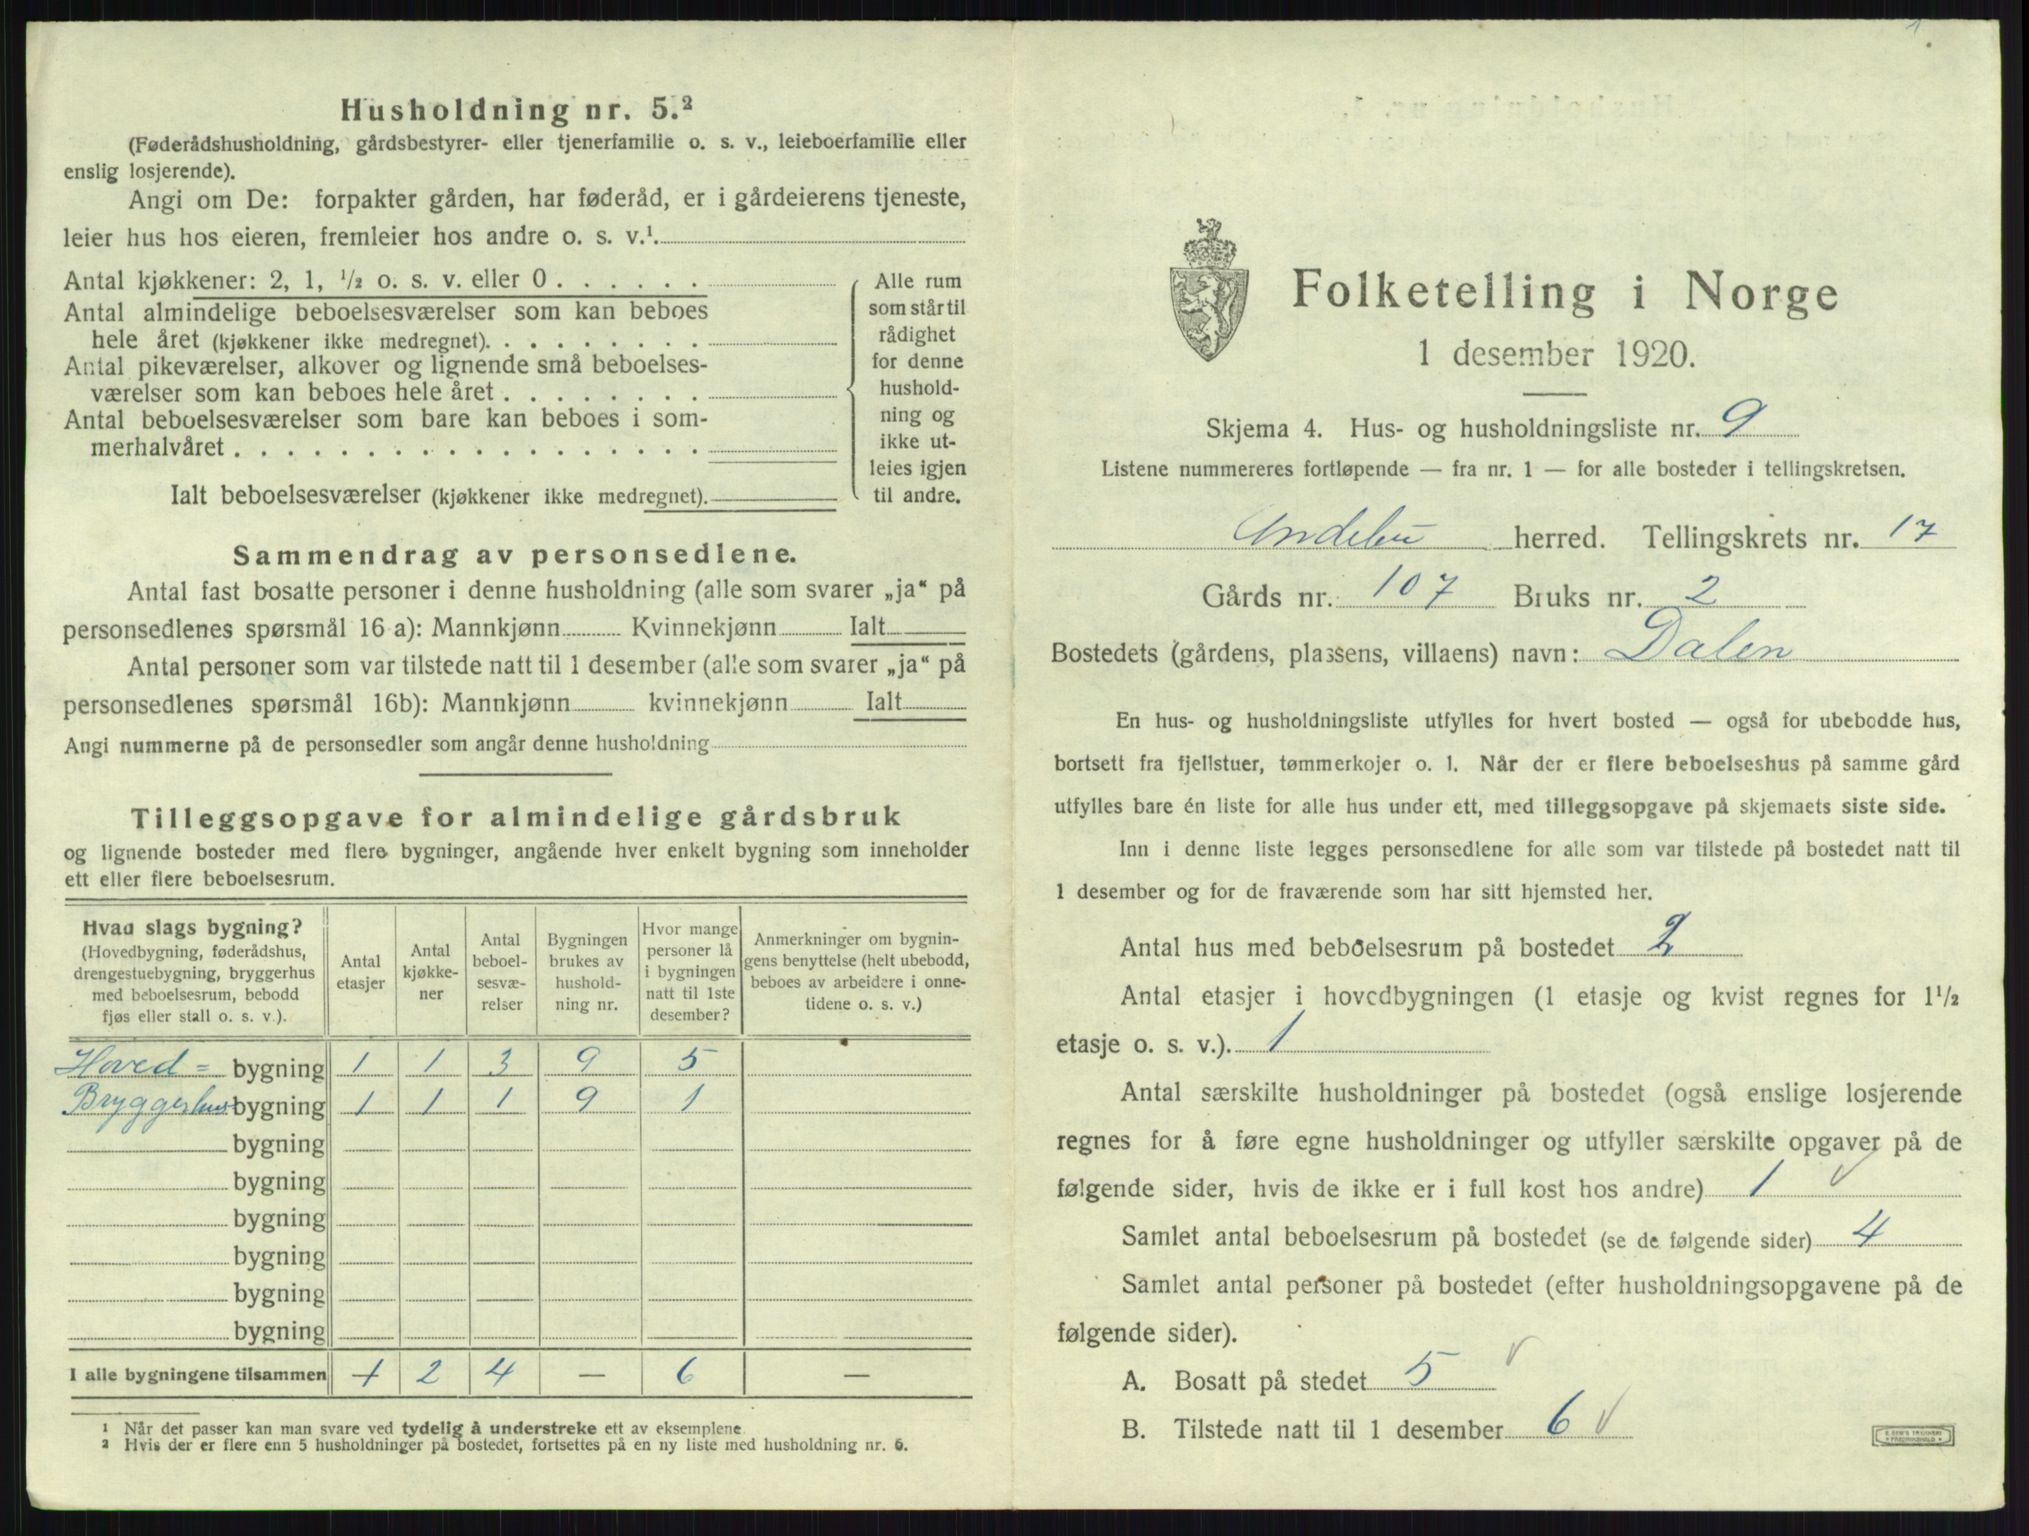 Husholdning nr. 5.²
(Føderådshusholdning, gårdsbestyrer- eller tjenerfamilie o. s. v., leieboerfamilie eller
enslig losjerende).
Angi om De: forpakter gården, har føderåd, er i gårdeierens tjeneste,
leier hus hos eieren, fremleier hos andre o. s. v.¹.
Antal kjøkkener: 2, 1, ½ o. s. v. eller 0
Antal almindelige beboelsesværelser som kan beboes
hele året (kjøkkener ikke medregnet).
Antal pikeværelser, alkover og lignende små beboelses-
værelser som kan beboes hele året
Antal beboelsesværelser som bare kan beboes i som-
merhalvåret
Ialt beboelsesværelser (kjøkkener ikke medregnet).
Alle rum
som står til
rådighet
for denne
hushold-
ning og
ikke ut-
leies igjen
til andre.
Sammendrag av personsedlene.
Antal fast bosatte personer i denne husholdning (alle som svarer „ja“ på
personsedlenes spørsmål 16 a): Mannkjønn Kvinnekjønn Ialt
Antal personer som var tilstede natt til 1 desember (alle som svarer „ja“ på
personsedlenes spørsmål 16b): Mannkjønn kvinnekjønn Ialt
Angi nummerne på de personsedler som angår denne husholdning
Tilleggsopgave for almindelige gårdsbruk
og lignende bosteder med flere bygninger, angående hver enkelt bygning som inneholder
ett eller flere beboelsesrum.
Hvad slags bygning?
(Hovedbygning, føderådshus,
drengestuebygning, bryggerhus
med beboelsesrum, bebodd
fjøs eller stall o. s. v.).
Antal
etasjer
Antal
kjøkke-
ner
Antal
beboel-
sesvæ-
relser
Bygningen
brukes av
hushold-
ning nr.
Hvor mange
personer lå
i bygningen
natt til 1ste
desember?
Anmerkninger om bygnin-
gens benyttelse (helt ubebodd,
beboes av arbeidere i onne-
tidene o. s. v.)
Hoved= bygning 1 1 3 9 5
Bryggerhus bygning 1 1 1 9 1
bygning
bygning
bygning
bygning
bygning
bygning
I alle bygningene tilsammen 1 2 4 — 6 —
¹ Når det passer kan man svare ved tydelig å understreke ett av eksemplene.
² Hvis der er flere enn 5 husholdninger på bostedet, fortsettes på en ny liste med husholdning nr. 6.
1
Folketelling i Norge
1 desember 1920.
Skjema 4. Hus- og husholdningsliste nr. 9
Listene nummereres fortløpende — fra nr. 1 — for alle bosteder i tellingskretsen.
Andebu herred. Tellingskrets nr. 17
Gårds nr. 107 Bruks nr. 2
Bostedets (gårdens, plassens, villaens) navn: Dalen
En hus- og husholdningsliste utfylles for hvert bosted — også for ubebodde hus,
bortsett fra fjellstuer, tømmerkojer o. l. Når der er flere beboelseshus på samme gård
utfylles bare én liste for alle hus under ett, med tilleggsopgave på skjemaets siste side.
Inn i denne liste legges personsedlene for alle som var tilstede på bostedet natt til
1 desember og for de fraværende som har sitt hjemsted her.
Antal hus med beboelsesrum på bostedet 2
Antal etasjer i hovedbygningen (1 etasje og kvist regnes for 1½
etasje o. s. v.). 1
Antal særskilte husholdninger på bostedet (også enslige losjerende
regnes for å føre egne husholdninger og utfyller særskilte opgaver på de
følgende sider, hvis de ikke er i full kost hos andre) 1 √
Samlet antal beboelsesrum på bostedet (se de følgende sider) 4
Samlet antal personer på bostedet (efter husholdningsopgavene på de
følgende sider).
A. Bosatt på stedet 5 √
B. Tilstede natt til 1 desember 6 √